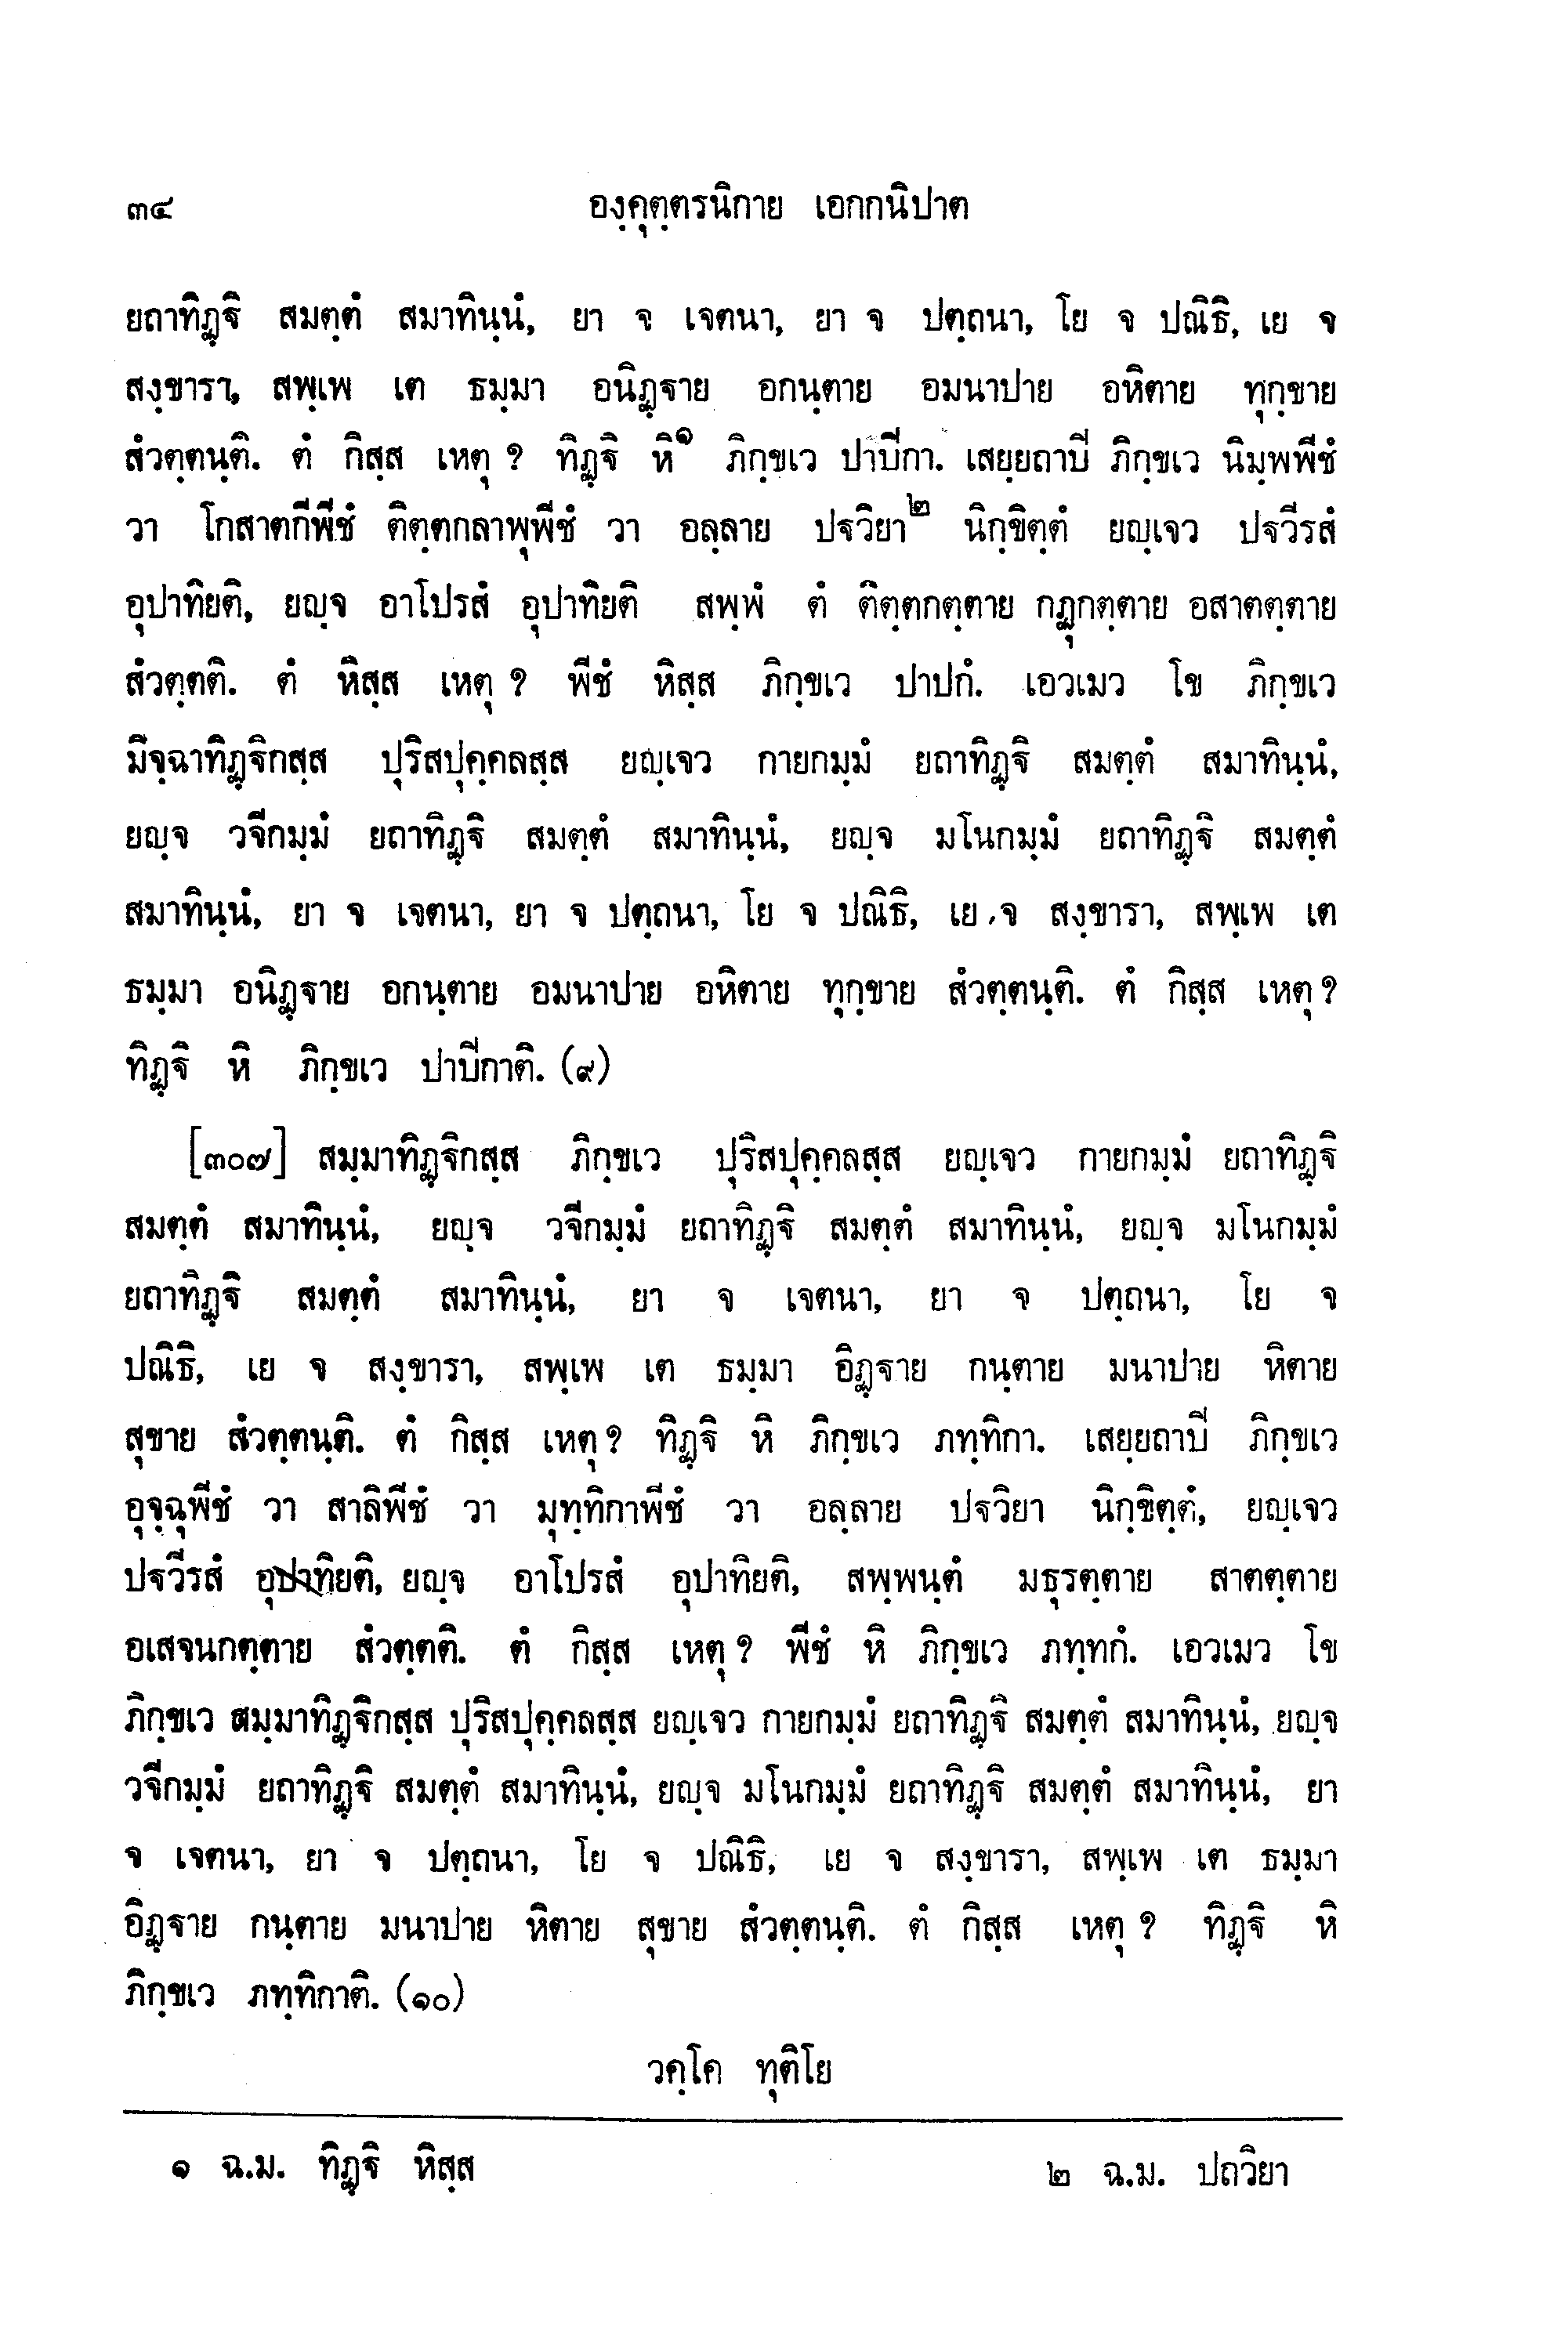 ๓๔ องฺคุตฺตรนิกาย เอกกนิปาต
ยถาทิฏฺฐิ สมตฺตํ สมาทินฺนํ, ยา จ เจตนา, ยา จ ปตฺถนา, โย จ ปณิธิ, เย จ
สงฺขารา, สพฺเพ เต ธมฺมา อนิฏฺฐาย อกนฺตาย อมนาปาย อหิตาย ทุกฺขาย
สํวตฺตนฺติ. ตํ กิสฺส เหตุ ? ทิฏฺฐิ หิ๑ ภิกฺขเว ปาปิกา. เสยฺยถาปิ ภิกฺขเว นิมฺพพีชํ
วา โกสาตกีพีชํ ติตฺตกลาพุพีชํ วา อลฺลาย ปฐวิยา๒ นิกฺขิตฺตํ ยญฺเจว ปฐวีรสํ
อุปาทิยติ, ยญฺจ อาโปรสํ อุปาทิยติ สพฺพํ ตํ ติตฺตกตฺตาย กฏุกตฺตาย อสาตตฺตาย
สํวตฺตติ. ตํ หิสฺส เหตุ ? พีชํ หิสฺส ภิกฺขเว ปาปกํ. เอวเมว โข ภิกฺขเว
มิจฺฉาทิฏฺฐิกสฺส ปุริสปุคฺคลสฺส ยญฺเจว กายกมฺมํ ยถาทิฏฺฐิ สมตฺตํ สมาทินฺนํ,
ยญฺจ วจีกมฺมํ ยถาทิฏฺฐิ สมตฺตํ สมาทินฺนํ, ยญฺจ มโนกมฺมํ ยถาทิฏฺฐิ สมตฺตํ
สมาทินฺนํ, ยา จ เจตนา, ยา จ ปตฺถนา, โย จ ปณิธิ, เย จ สงฺขารา, สพฺเพ เต
ธมฺมา อนิฏฺฐาย อกนฺตาย อมนาปาย อหิตาย ทุกฺขาย สํวตฺตนฺติ. ตํ กิสฺส เหตุ ?
ทิฏฺฐิ หิ ภิกฺขเว ปาปิกาติ. (๙)
[๓๐๗] สมฺมาทิฏฺฐิกสฺส ภิกฺขเว ปุริสปุคฺคลสฺส ยญฺเจว กายกมฺมํ ยถาทิฏฺฐิ
สมตฺตํ สมาทินฺนํ, ยญฺจ วจีกมฺมํ ยถาทิฏฺฐิ สมตฺตํ สมาทินฺนํ, ยญฺจ มโนกมฺมํ
ยถาทิฏฺฐิ สมตฺตํ สมาทินฺนํ, ยา จ เจตนา, ยา จ ปตฺถนา, โย จ
ปณิธิ, เย จ สงฺขารา, สพฺเพ เต ธมฺมา อิฏฺฐาย กนฺตาย มนาปาย หิตาย
สุขาย สํวตฺตนฺติ. ตํ กิสฺส เหตุ ? ทิฏฺฐิ หิ ภิกฺขเว ภทฺทิกา. เสยฺยถาปิ ภิกฺขเว
อุจฺฉุพีชํ วา สาลิพีชํ วา มุทฺทิกาพีชํ วา อลฺลาย ปฐวิยา นิกฺขิตฺตํ, ยญฺเจว
ปฐวีรสํ อุปาทิยติ, ยญฺจ อาโปรสํ อุปาทิยติ, สพฺพนฺตํ มธุรตฺตาย สาตตฺตาย
อเสจนกตฺตาย สํวตฺตติ. ตํ กิสฺส เหตุ ? พีชํ หิ ภิกฺขเว ภทฺทกํ. เอวเมว โข
ภิกฺขเว สมฺมาทิฏฺฐิกสฺส ปุริสปุคฺคลสฺส ยญฺเจว กายกมฺมํ ยถาทิฏฺฐิ สมตฺตํ สมาทินฺนํ, ยญฺจ
วจีกมฺมํ ยถาทิฏฺฐิ สมตฺตํ สมาทินฺนํ, ยญฺจ มโนกมฺมํ ยถาทิฏฺฐิ สมตฺตํ สมาทินฺนํ, ยา
จ เจตนา, ยา จ ปตฺถนา, โย จ ปณิธิ, เย จ สงฺขารา, สพฺเพ เต ธมฺมา
อิฏฺฐาย กนฺตาย มนาปาย หิตาย สุขาย สํวตฺตนฺติ. ตํ กิสฺส เหตุ ? ทิฏฺฐิ หิ
ภิกฺขเว ภทฺทิกาติ. (๑๐)
วคฺโค ทุติโย
๑ ฉ.ม. ทิฏฺฐิ หิสฺส ๒ ฉ.ม. ปถวิยา